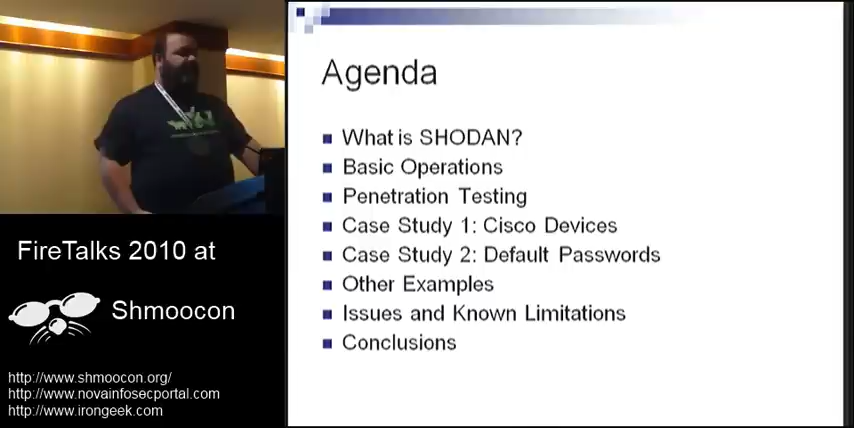 Agenda
What is SHODAN?
Basic Operations
Penetration Testing
Case Study 1: Cisco Devices
Case Study 2: Default Passwords
Other Examples
Issues and Known Limitations
Conclusions
FireTalks 2010 at
Shmoocon
http://www.shmoocon.org/
http://www.novainfosecportal.com
http://www.irongeek.com